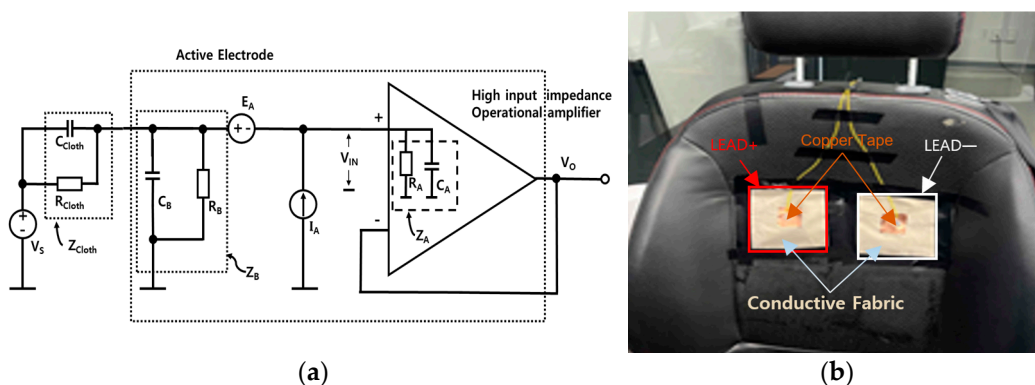 Active Electrode
High input impedance
Operational amplifier
E_A
+ -
+
C_Cloth
V_IN
V_O
LEAD+
Copper Tape
LEAD—
R_A
C_A
R_Cloth
C_B
R_B
I_A
-
Z_A
+
-
V_S
Z_Cloth
Z_B
Conductive Fabric
(a)
(b)